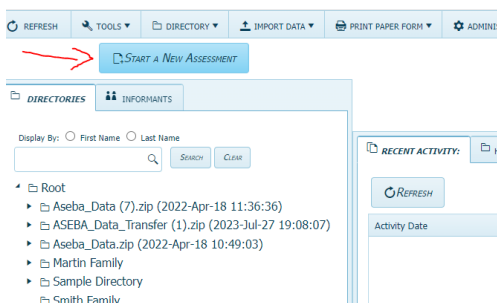 REFRESH TOOLS ▼ DIRECTORY ▼ IMPORT DATA ▼ PRINT PAPER FORM ▼
START A NEW ASSESSMENT
DIRECTORIES INFORMANTS
Display By: First Name Last Name
SEARCH CLEAR
Root
Aseba_Data (7).zip (2022-Apr-18 11:36:36)
ASEBA_Data_Transfer (1).zip (2023-Jul-27 19:08:07)
Aseba_Data.zip (2022-Apr-18 10:49:03)
Martin Family
Sample Directory
Smith Family
RECENT ACTIVITY:
REFRESH
Activity Date